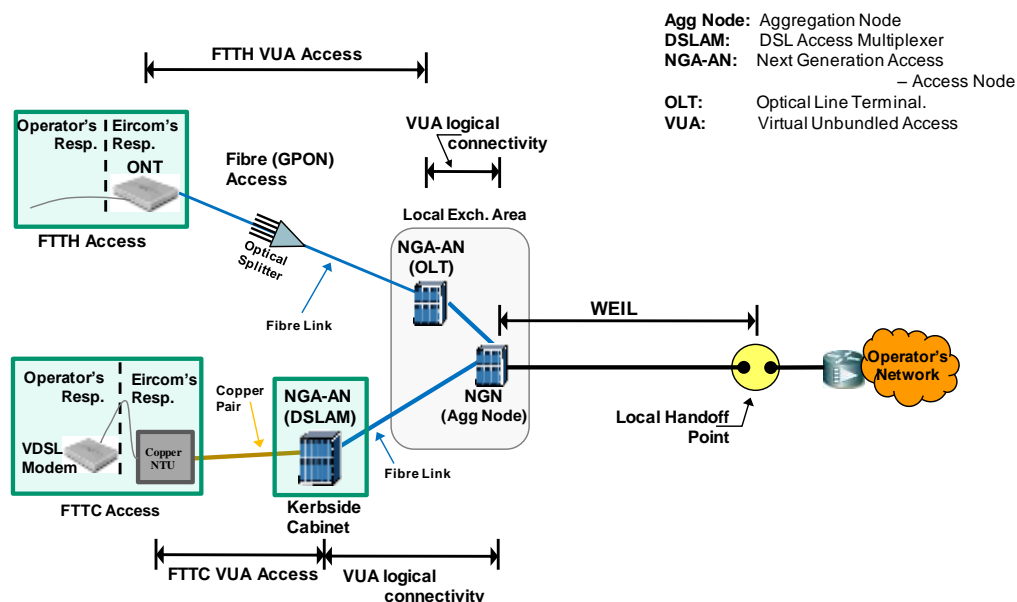 FTTH VUA Access
Agg Node: Aggregation Node
DSLAM: DSL Access Multiplexer
NGA-AN: Next Generation Access
– Access Node
OLT: Optical Line Terminal.
VUA: Virtual Unbundled Access
Operator's
Resp.
Eircom's
Resp.
ONT
FTTH Access
Fibre (GPON)
Access
Optical
Splitter
Fibre Link
VUA logical
connectivity
Local Exch. Area
NGA-AN
(OLT)
WEIL
NGN
(Agg Node)
Local Handoff
Point
Operator's
Network
Operator's
Resp.
Eircom's
Resp.
VDSL
Modem
Copper
NTU
FTTC Access
Copper
Pair
NGA-AN
(DSLAM)
Kerbside
Cabinet
Fibre Link
FTTC VUA Access
VUA logical
connectivity